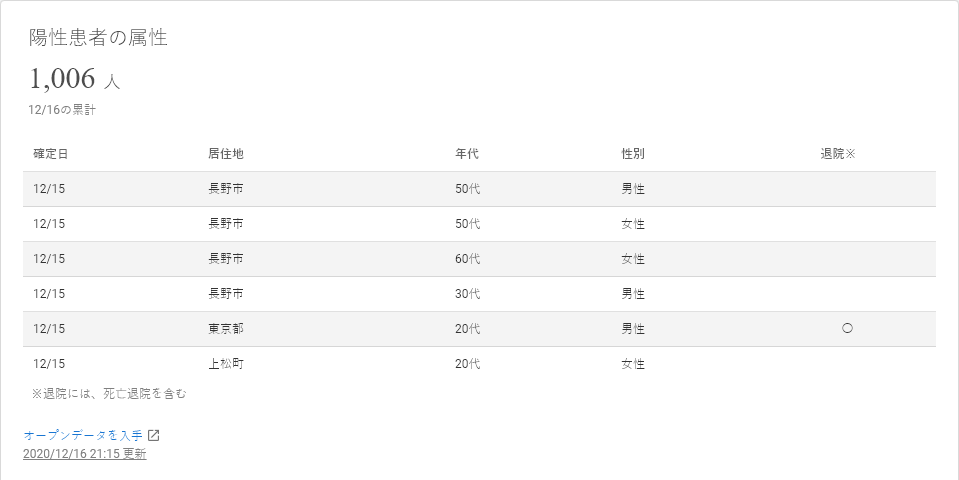 陽性患者の属性
1,006 人
12/16の累計
確定日 居住地 年代 性別 退院※
12/15 長野市 50代 男性
12/15 長野市 50代 女性
12/15 長野市 60代 女性
12/15 長野市 30代 男性
12/15 東京都 20代 男性 〇
12/15 上松町 20代 女性
※退院には、死亡退院を含む
オープンデータを入手
2020/12/16 21:15 更新